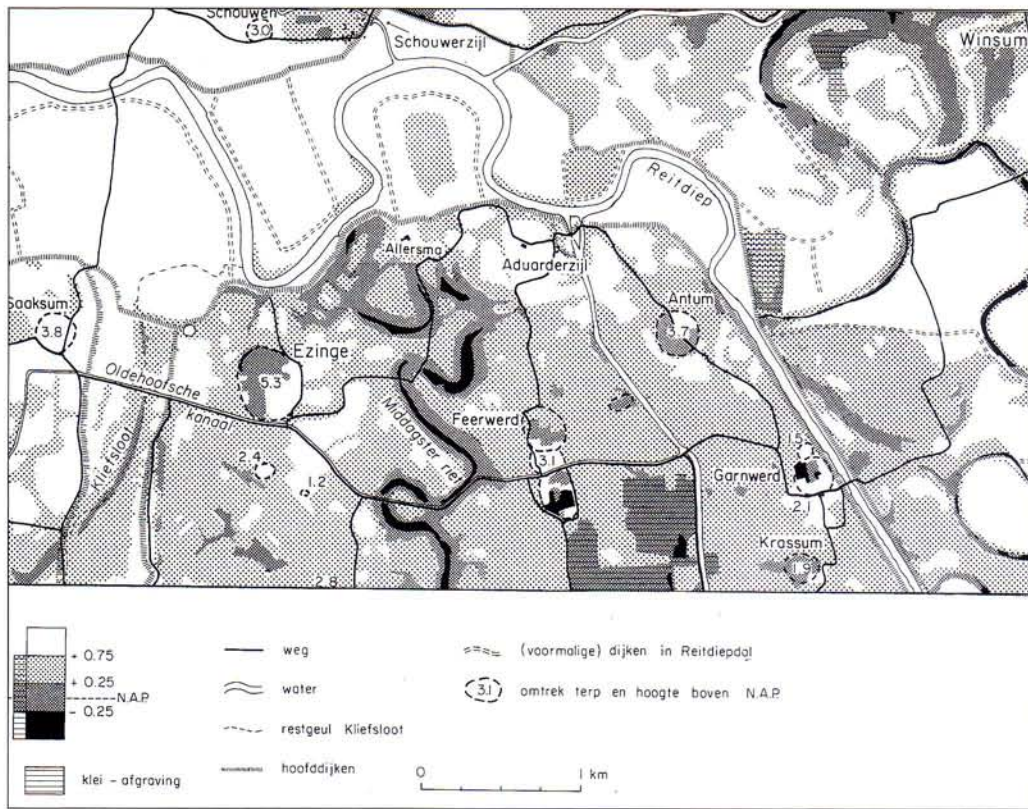 Schouwen
3.0
Schouwerzijl
Winsum
Reitdiep
Allersma
Aduarderzijl
Saaksum
3.8
Antum
3.7
Ezinge
5.3
Oldehoofsche
kanaal
Kliefsloot
Middagster riet
Feerwerd
3.1
2.4
1.2
1.5
Garnwerd
2.1
Krassum
1.9
2.8
+ 0.75
+ 0.25
N.A.P.
- 0.25
klei - afgraving
weg
water
restgeul Kliefsloot
hoofddijken
(voormalige) dijken in Reitdiepdal
3.1 omtrek terp en hoogte boven N.A.P.
0 1 km